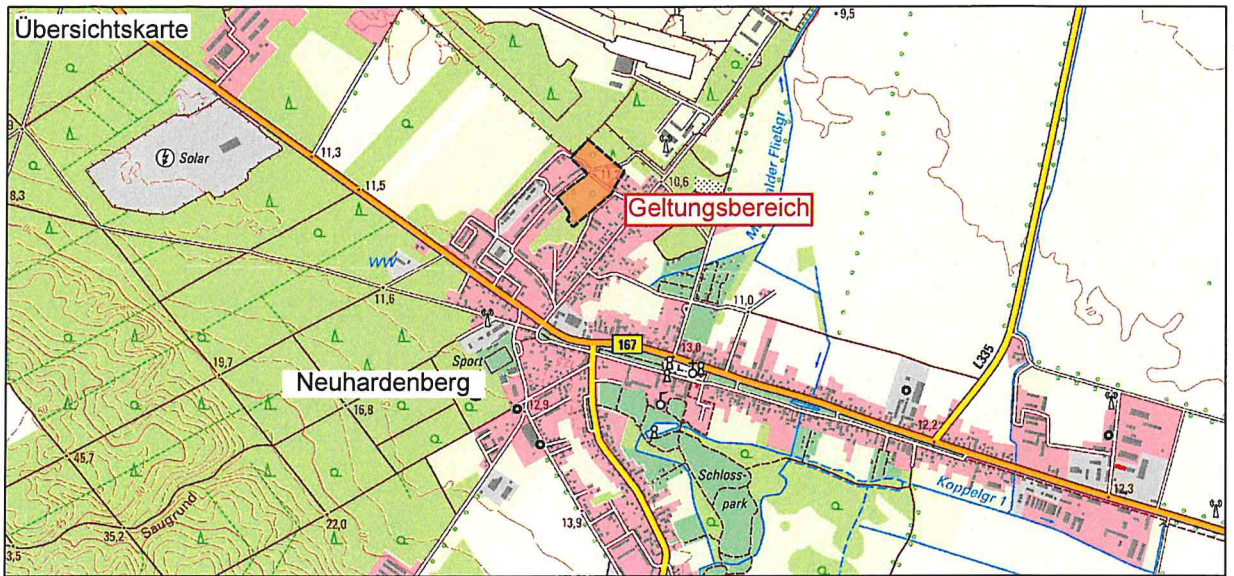 Übersichtskarte
9,5
Solar
11,3
11,5
8,3
10,6
Geltungsbereich
WW
11,6
11,0
19,7
Sport
167
13,0
L335
Neuhardenberg
16,8
12,9
12,2
45,7
Schloss-
park
Koppelgr 1
12,3
Saugrund
22,0
13,9
35,2
3,5